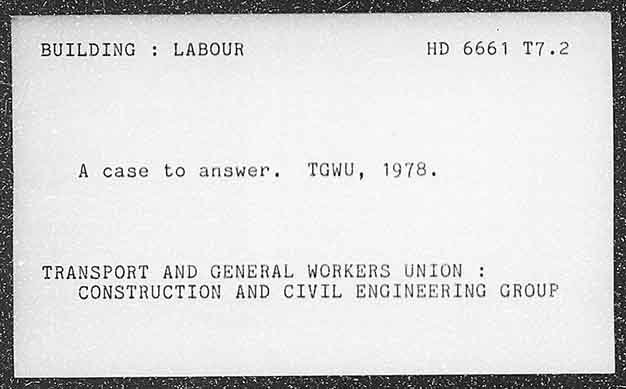 BUILDING : LABOUR HD 6661 T7.2
A case to answer. TGWU, 1978.
TRANSPORT AND GENERAL WORKERS UNION :
CONSTRUCTION AND CIVIL ENGINEERING GROUP